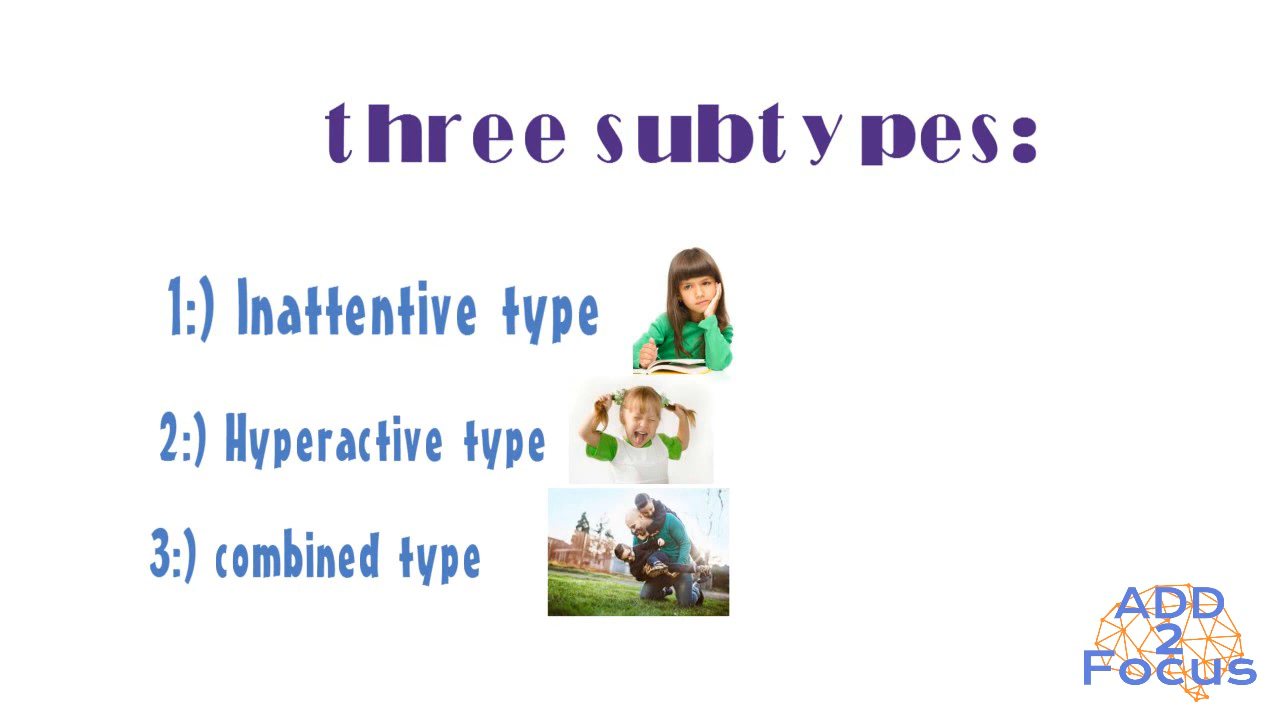 three subtypes:
1:) Inattentive type
2:) Hyperactive type
3:) combined type
ADD
2
Focus